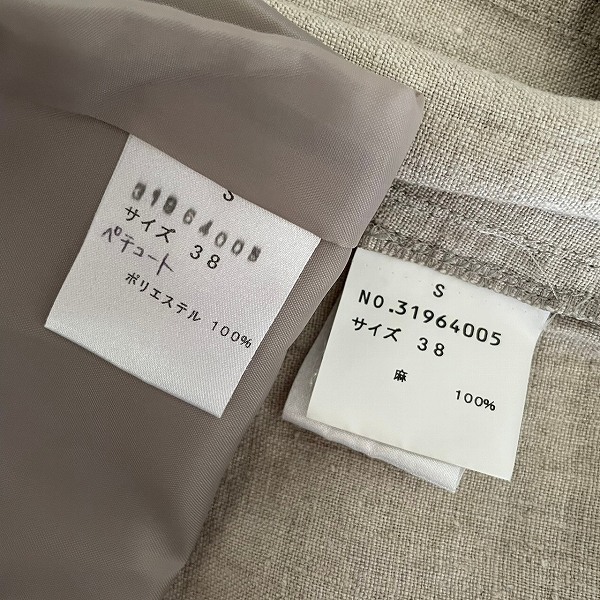 S
31964005
サイズ 38
ペチコート
ポリエステル 100%
S
NO.31964005
サイズ 38
麻 100%